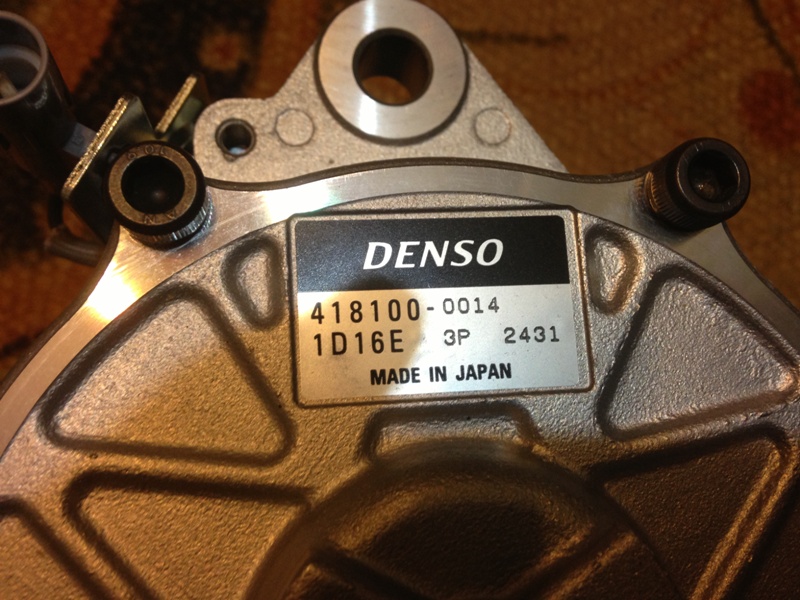 DENSO
418100-0014
1D16E 3P 2431
MADE IN JAPAN